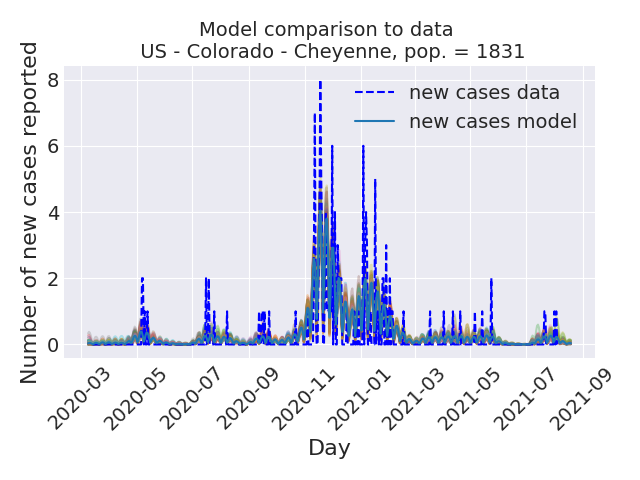 Model comparison to data
US - Colorado - Cheyenne, pop. = 1831
Number of new cases reported
8
6
4
2
0
new cases data
new cases model
2020-03
2020-05
2020-07
2020-09
2020-11
2021-01
2021-03
2021-05
2021-07
2021-09
Day